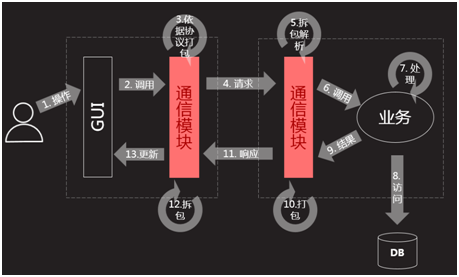 3.依
据协
议打
包
5.拆
包解
析
1. 操作
2. 调用
4. 请求
6. 调用
7. 处
理
GUI
通信模块
通信模块
业务
13.更新
11. 响应
9. 结果
8.
访
问
12.拆
包
10.打
包
DB